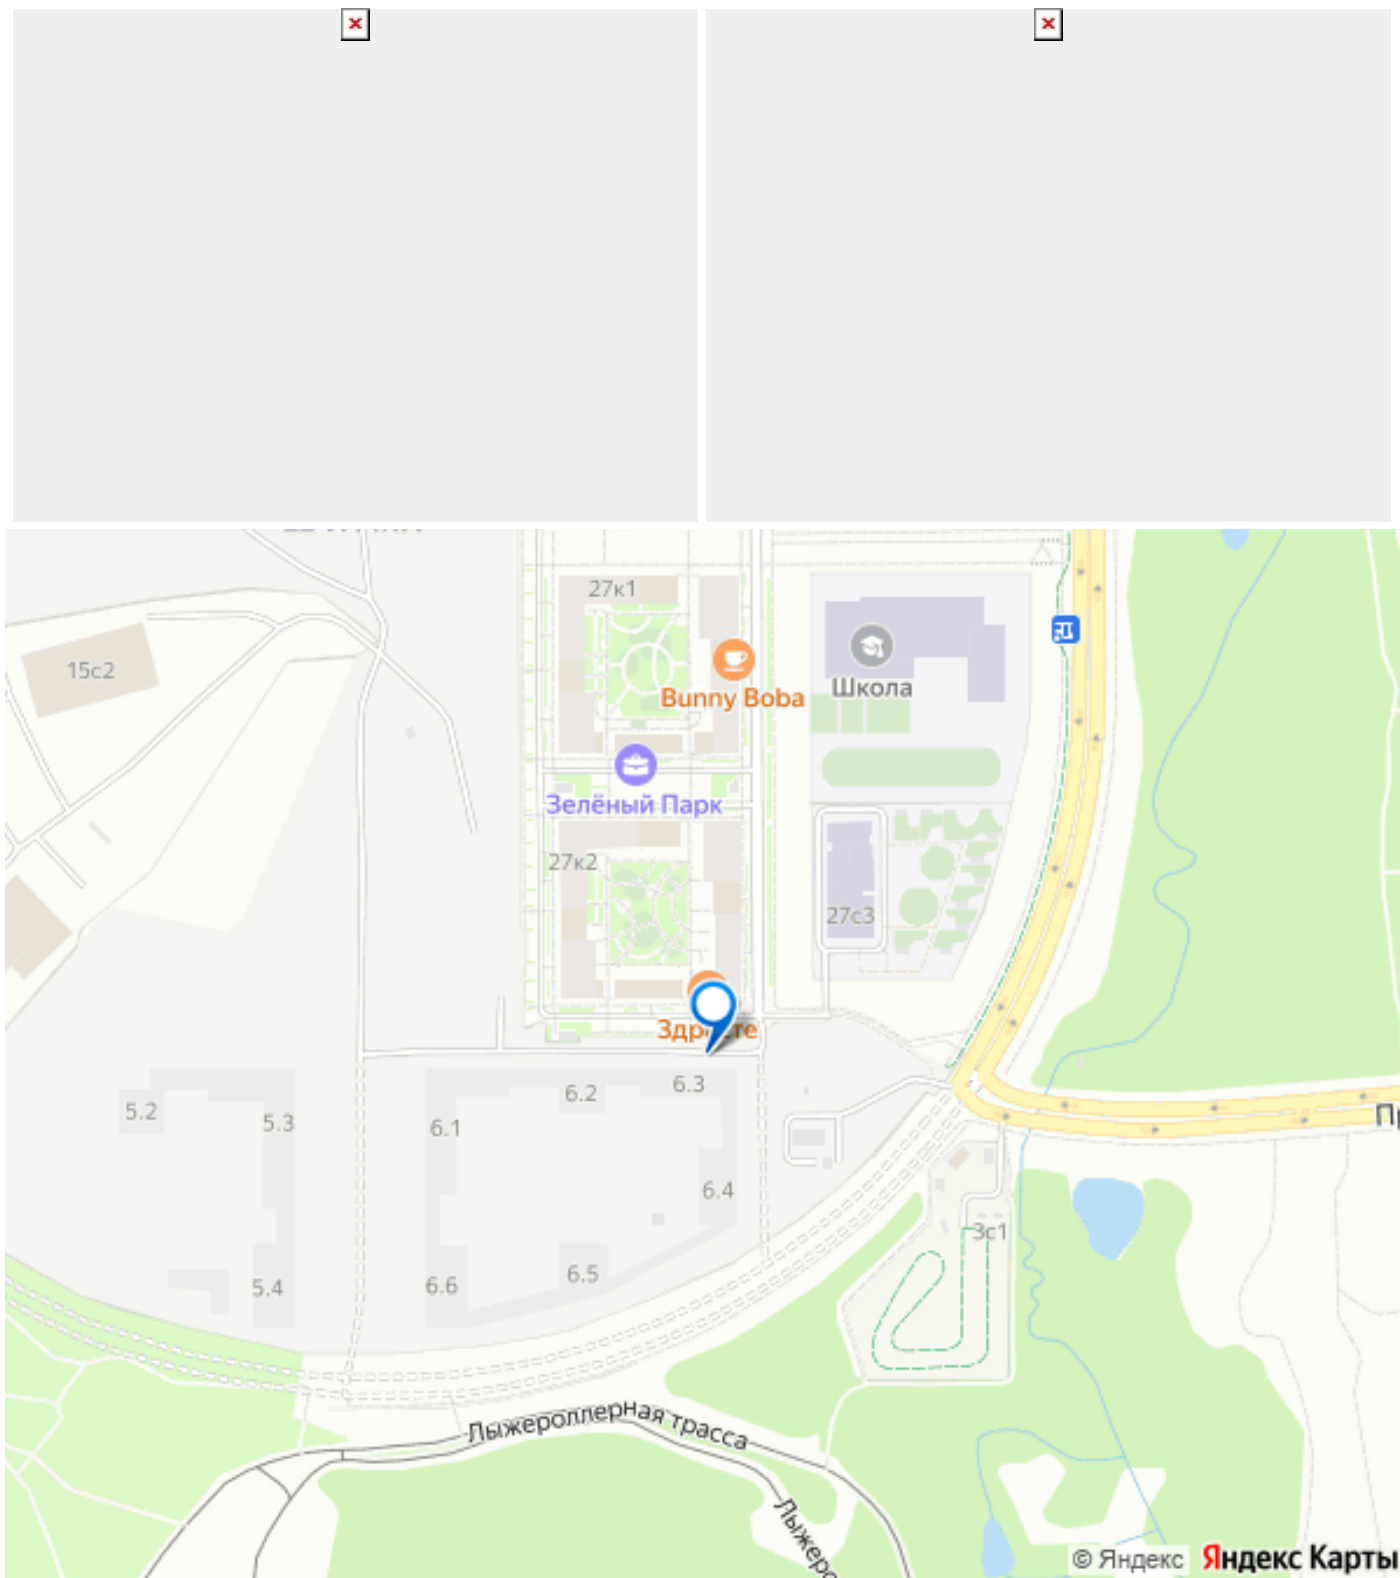 27к1
15с2
Bunny Boba
Школа
Зелёный Парк
27к2
27с3
6.3
6.2
5.2
5.3
6.1
6.4
3с1
6.5
6.6
5.4
Лыжероллерная трасса
© Яндекс
Яндекс Карты